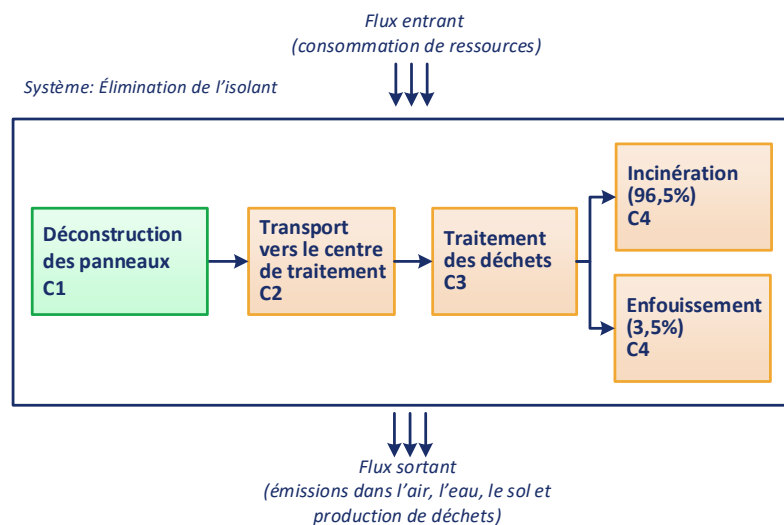 Flux entrant
(consommation de ressources)
Système: Élimination de l'isolant
Déconstruction
des panneaux
C1
Transport
vers le centre
de traitement
C2
Traitement
des déchets
C3
Incinération
(96,5%)
C4
Enfouissement
(3,5%)
C4
Flux sortant
(émissions dans l'air, l'eau, le sol et
production de déchets)